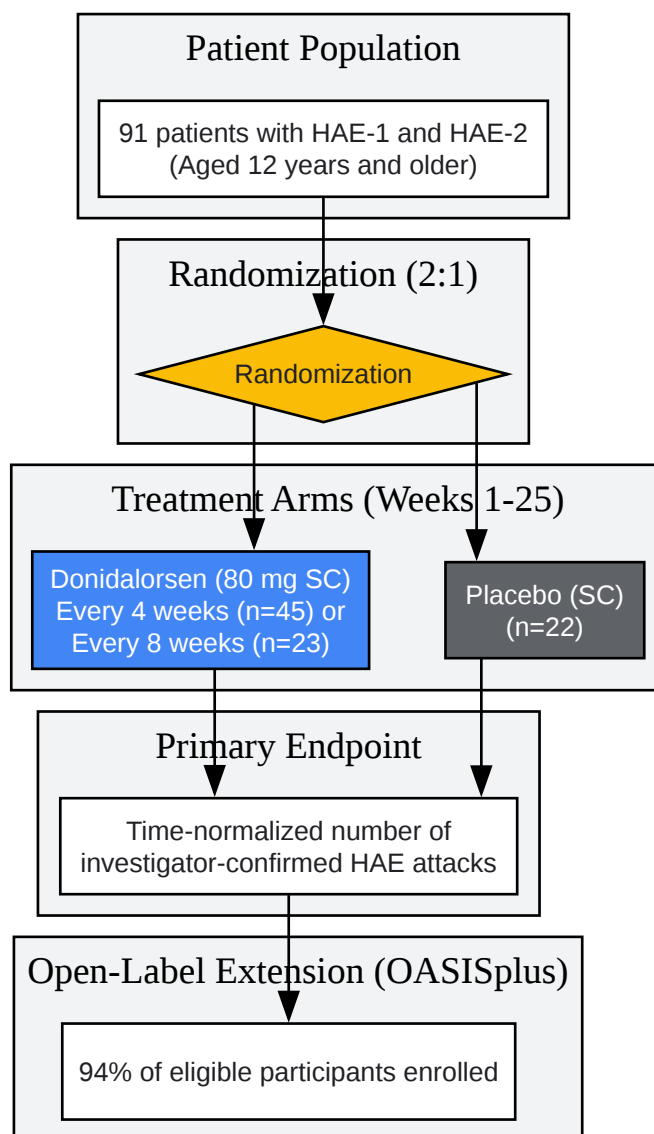 Patient Population
91 patients with HAE-1 and HAE-2
(Aged 12 years and older)
Randomization (2:1)
Randomization
Treatment Arms (Weeks 1-25)
Donidalorsen (80 mg SC)
Every 4 weeks (n=45) or
Every 8 weeks (n=23)
Placebo (SC)
(n=22)
Primary Endpoint
Time-normalized number of
investigator-confirmed HAE attacks
Open-Label Extension (OASISplus)
94% of eligible participants enrolled